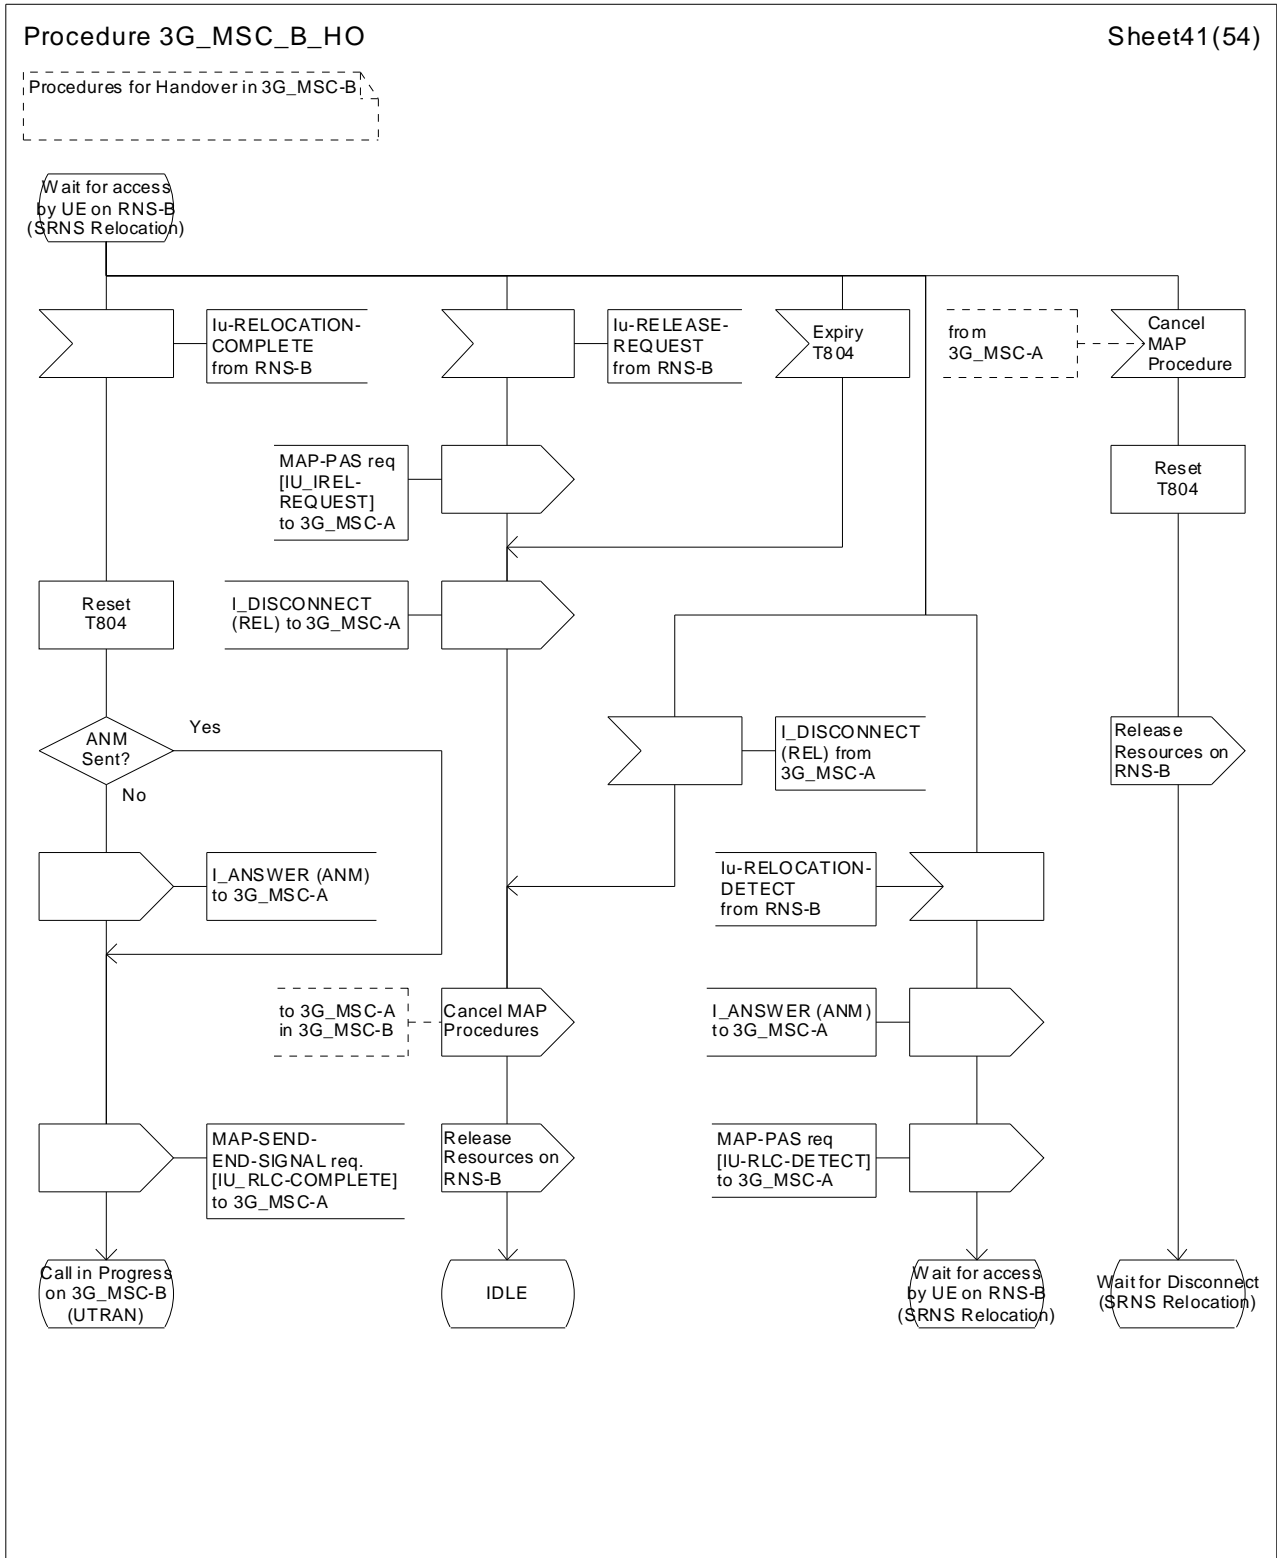 Procedure 3G_MSC_B_HO
Sheet41(54)
Procedures for Handover in 3G_MSC-B
Wait for access
by UE on RNS-B
(SRNS Relocation)
Iu-RELOCATION-
COMPLETE
from RNS-B
Iu-RELEASE-
REQUEST
from RNS-B
Expiry
T804
from
3G_MSC-A
Cancel
MAP
Procedure
MAP-PAS req
[IU_IREL-
REQUEST]
to 3G_MSC-A
Reset
T804
Reset
T804
I_DISCONNECT
(REL) to 3G_MSC-A
ANM
Sent?
Yes
No
I_DISCONNECT
(REL) from
3G_MSC-A
Release
Resources on
RNS-B
I_ANSWER (ANM)
to 3G_MSC-A
Iu-RELOCATION-
DETECT
from RNS-B
to 3G_MSC-A
in 3G_MSC-B
Cancel MAP
Procedures
I_ANSWER (ANM)
to 3G_MSC-A
MAP-SEND-
END-SIGNAL req.
[IU_RLC-COMPLETE]
to 3G_MSC-A
Release
Resources on
RNS-B
MAP-PAS req
[IU-RLC-DETECT]
to 3G_MSC-A
Call in Progress
on 3G_MSC-B
(UTRAN)
IDLE
Wait for access
by UE on RNS-B
(SRNS Relocation)
Wait for Disconnect
(SRNS Relocation)